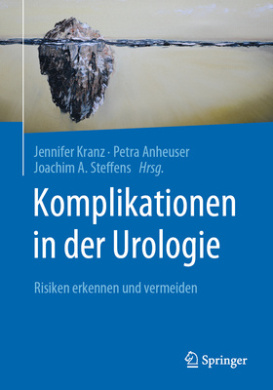 Jennifer Kranz · Petra Anheuser
Joachim A. Steffens Hrsg.
Komplikationen
in der Urologie
Risiken erkennen und vermeiden
Springer